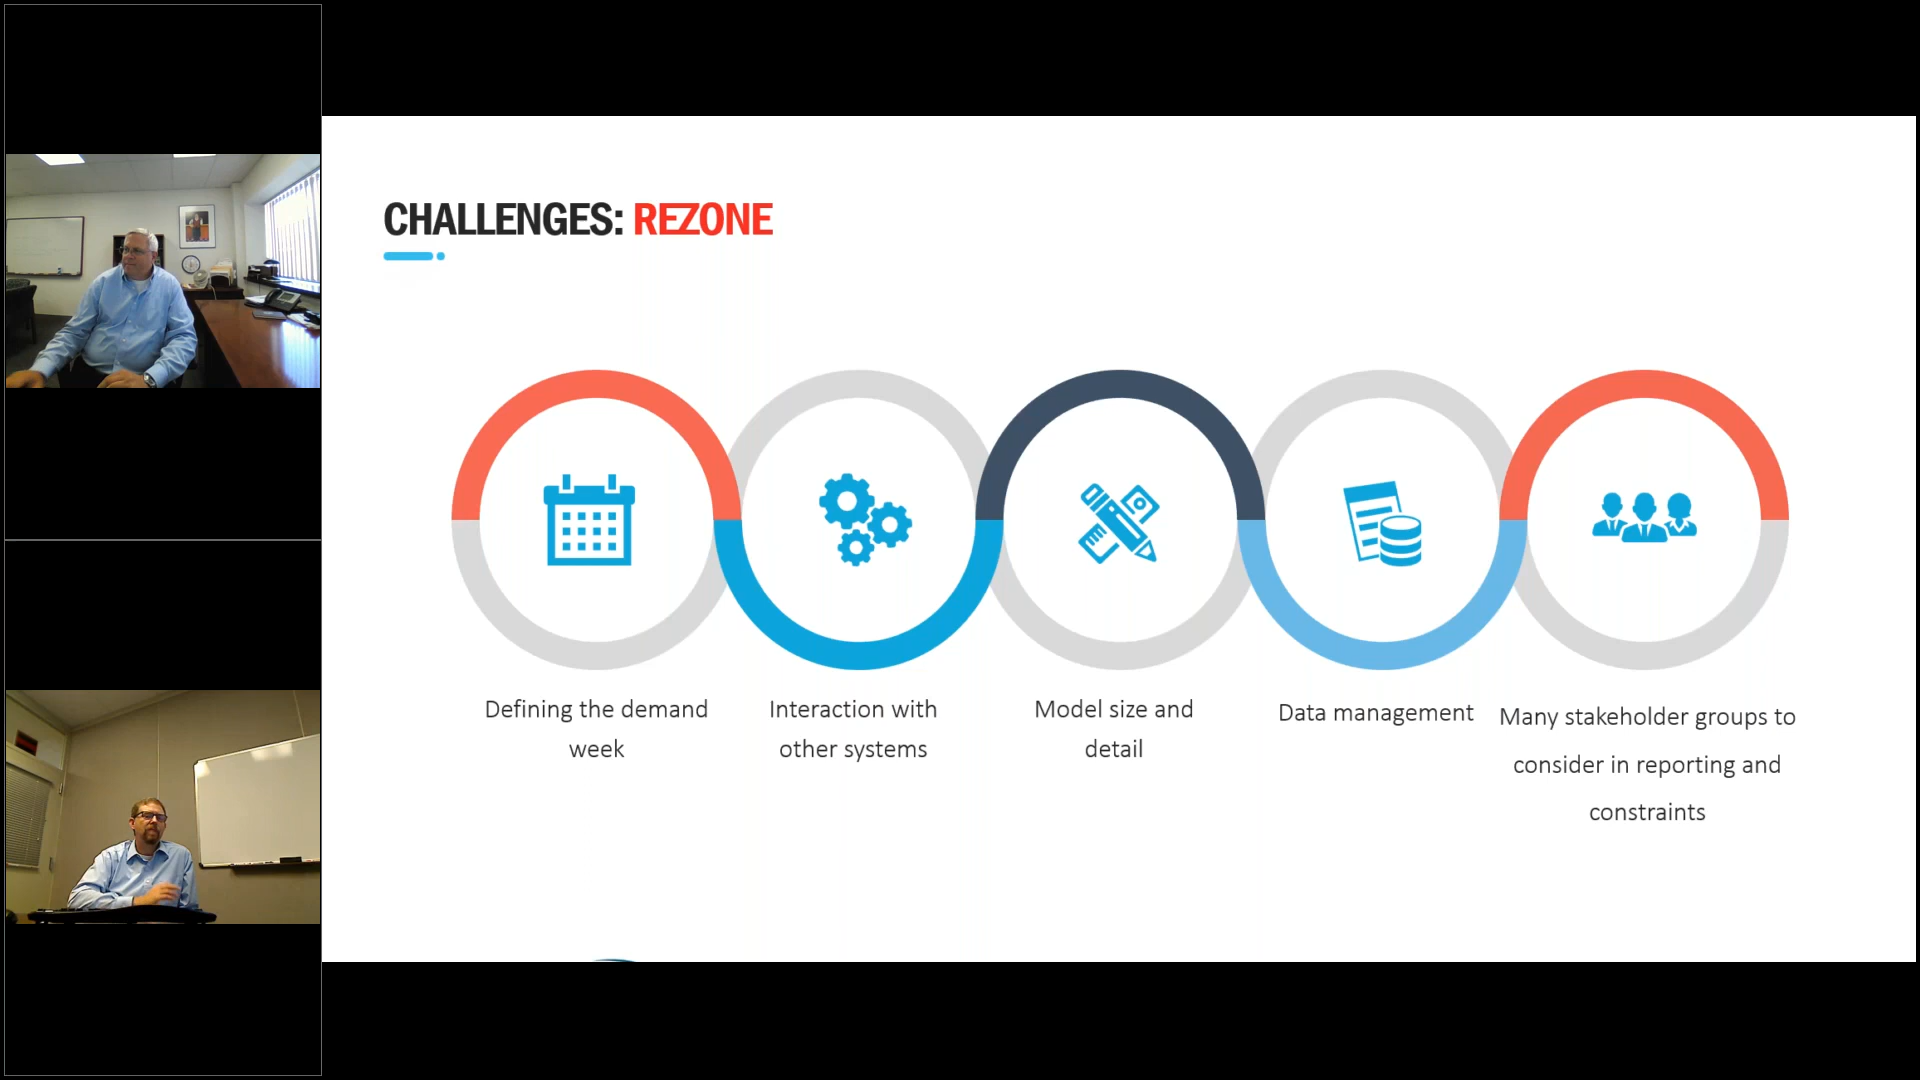 CHALLENGES: REZONE
Defining the demand
week
Interaction with
other systems
Model size and
detail
Data management
Many stakeholder groups to
consider in reporting and
constraints